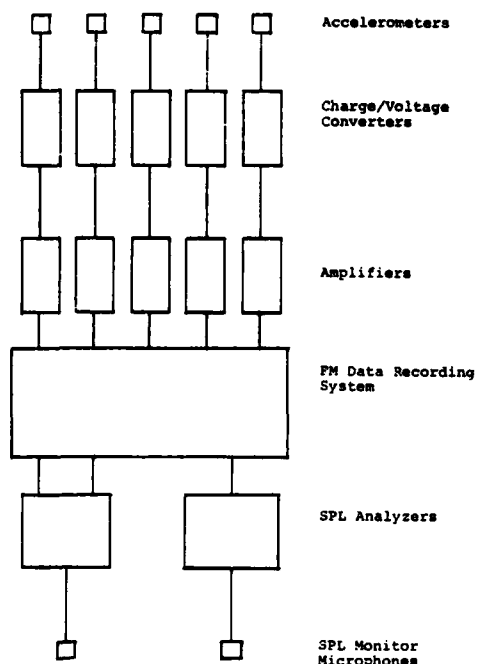 Accelerometers
Charge/Voltage
Converters
Amplifiers
FM Data Recording
System
SPL Analyzers
SPL Monitor
Microphones